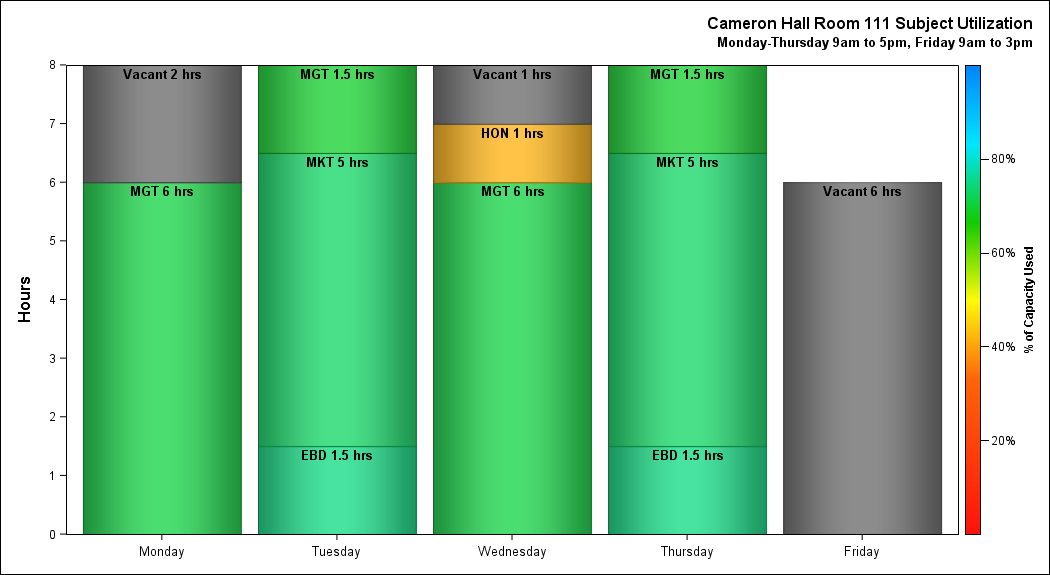 Cameron Hall Room 111 Subject Utilization
Monday-Thursday 9am to 5pm, Friday 9am to 3pm
Hours
8
7
6
5
4
3
2
1
0
Vacant 2 hrs
MGT 6 hrs
MGT 1.5 hrs
MKT 5 hrs
EBD 1.5 hrs
Vacant 1 hrs
HON 1 hrs
MGT 6 hrs
MGT 1.5 hrs
MKT 5 hrs
EBD 1.5 hrs
Vacant 6 hrs
Monday
Tuesday
Wednesday
Thursday
Friday
80%
60%
40%
20%
% of Capacity Used